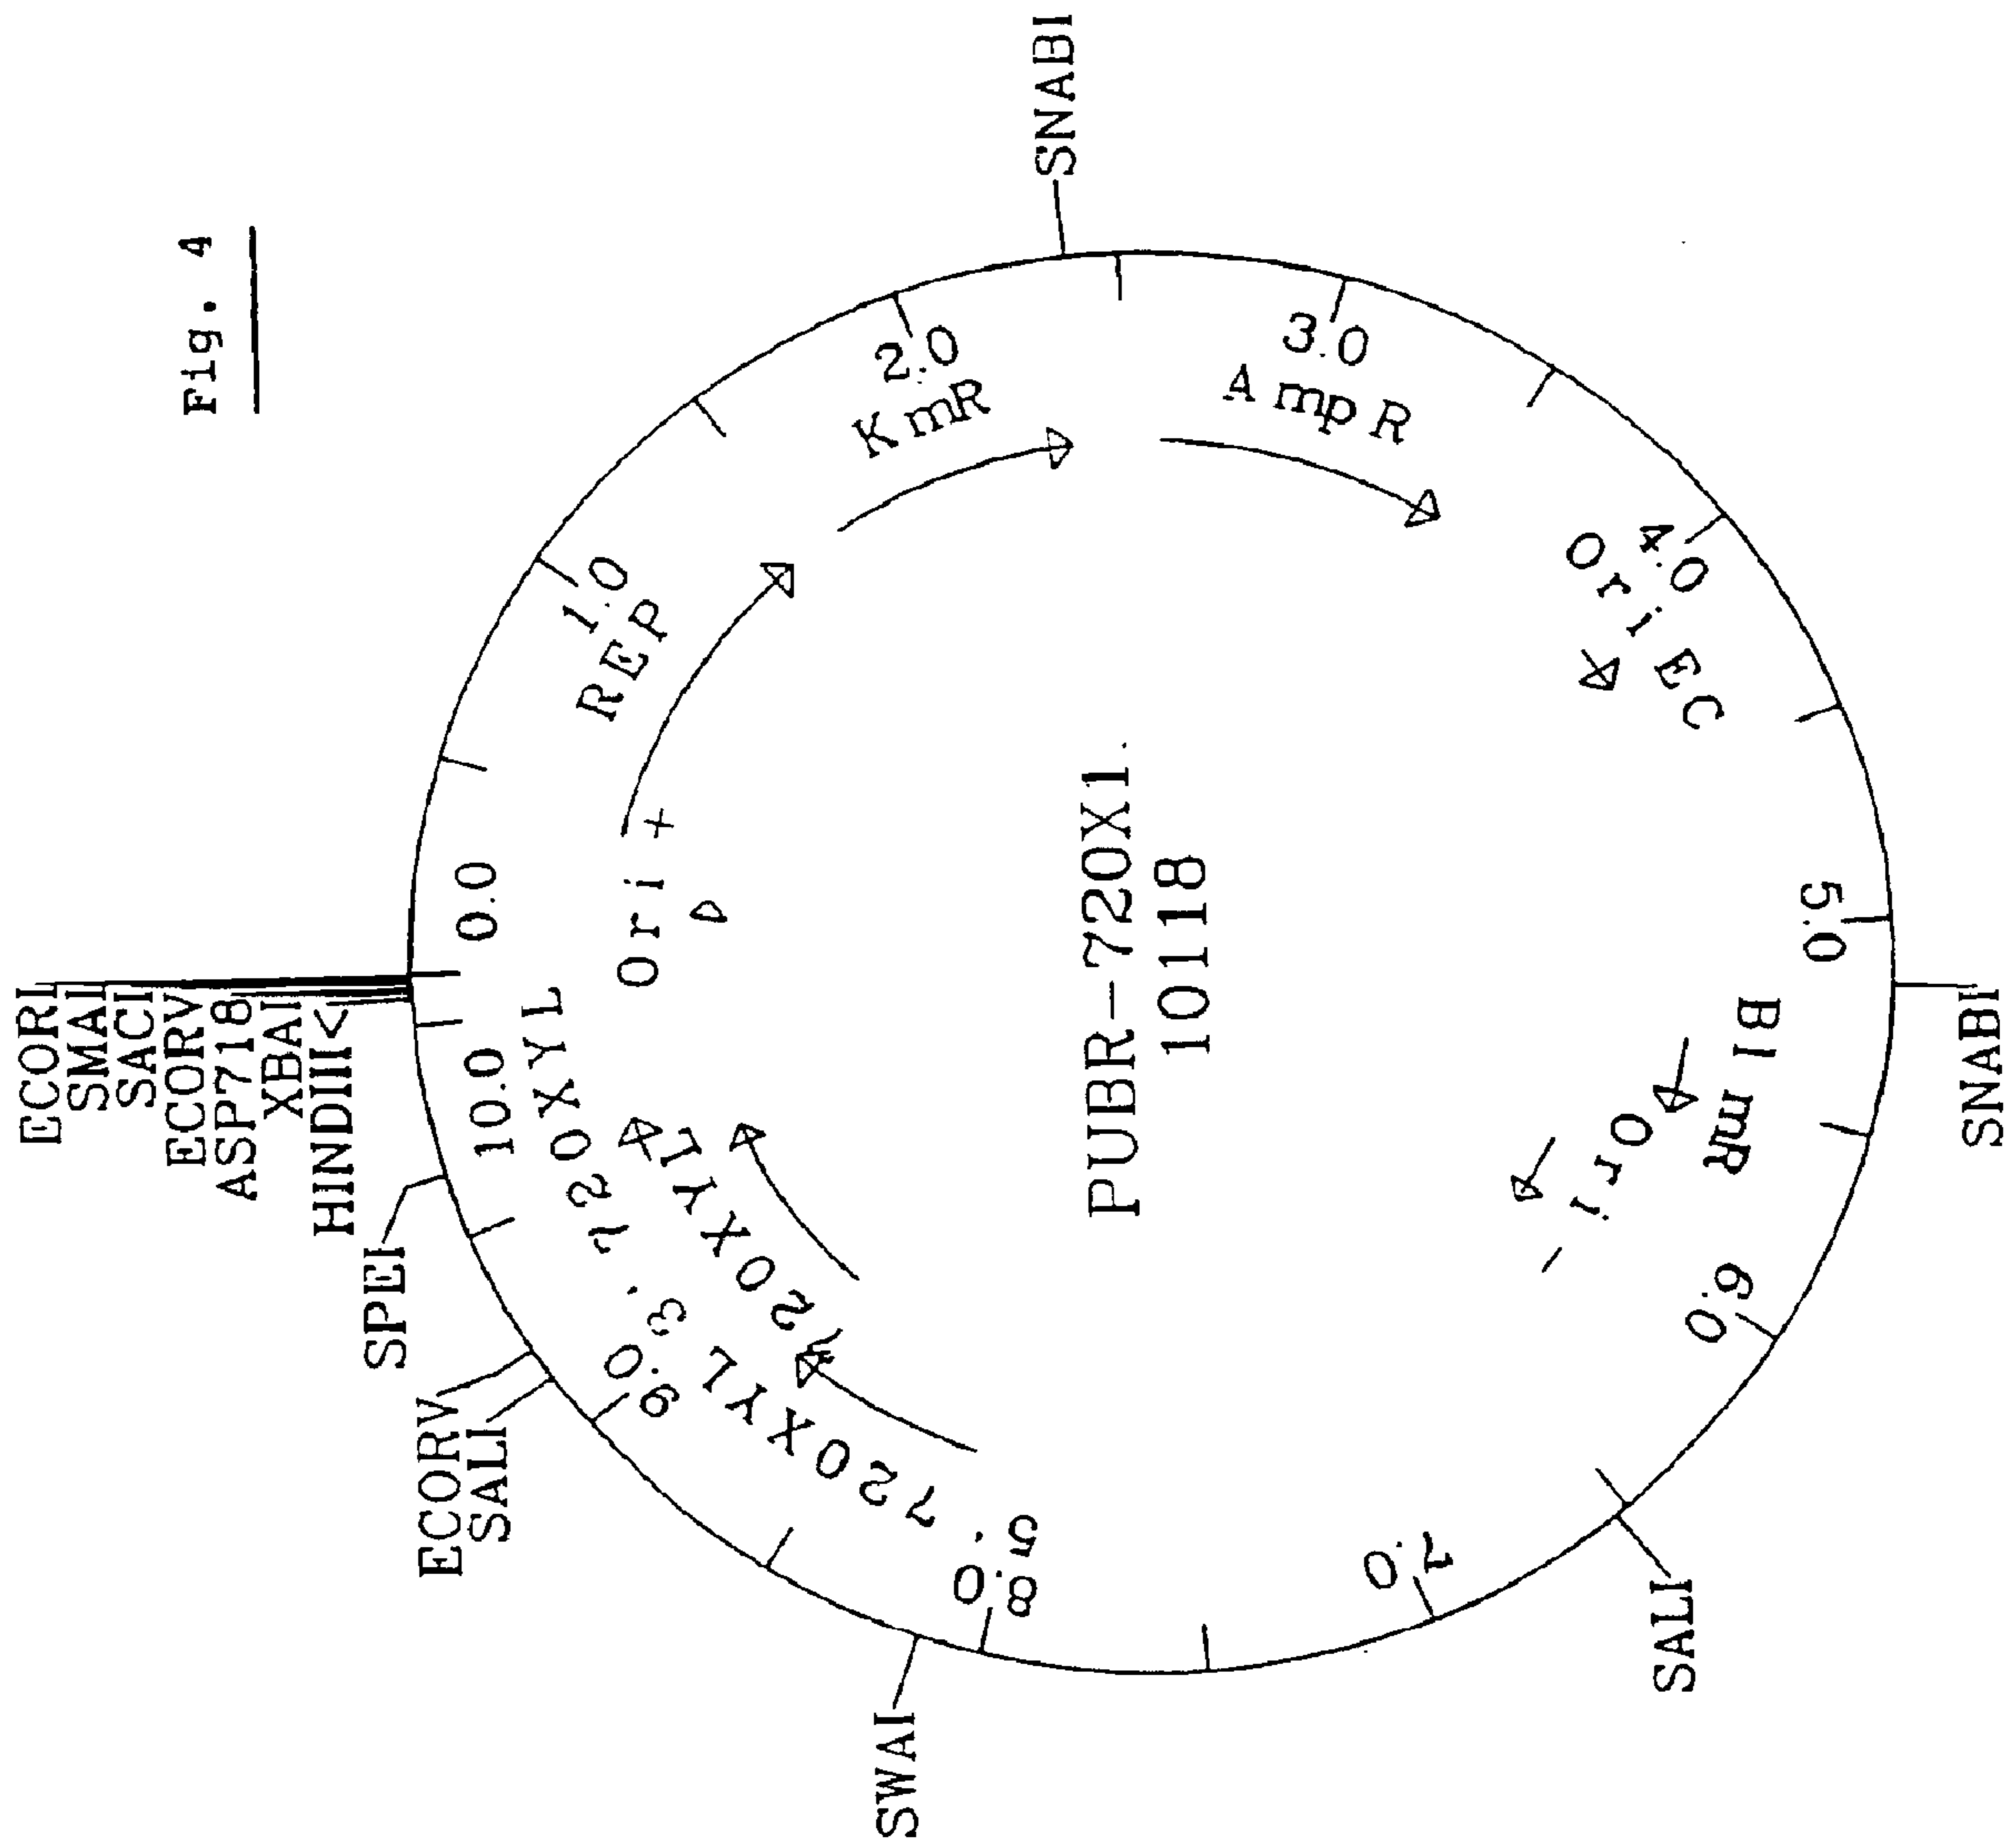 Fig. 4
ECORI
SMAI
SACI
ECORV
ASP718
XBAI
HINDIII <
SPEI
ECORV
SALI
SWAI
SALI
SNABI
SNABI
0.0
1.0
2.0
3.0
4.0
5.0
6.0
7.0
8.0
9.0
10.0
Ori +
REP
KmR
AmpR
Ori EC
BlmR
Ori -
5' 720XYL
720XYL
3' 720XYL
PUBR-720X1
10118